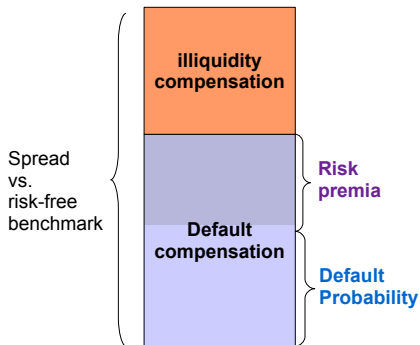 illiquidity
compensation
Spread
vs.
risk-free
benchmark
Risk
premia
Default
compensation
Default
Probability